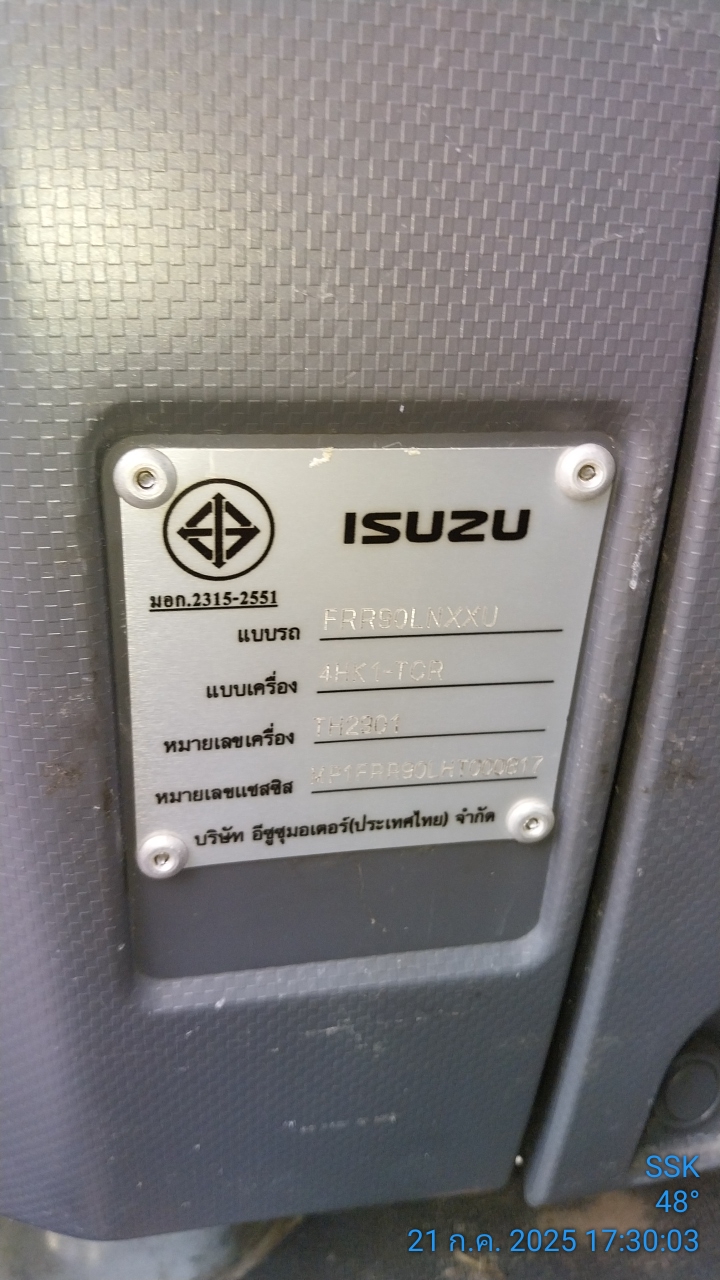 ISUZU
มอก.2315-2551
แบบรถ FRR90LNXXU
แบบเครื่อง 4HK1-TCR
หมายเลขเครื่อง
หมายเลขแชสซิส
บริษัท อีซูซุมอเตอร์(ประเทศไทย) จำกัด
SSK
48°
21 ก.ค. 2025 17:30:03